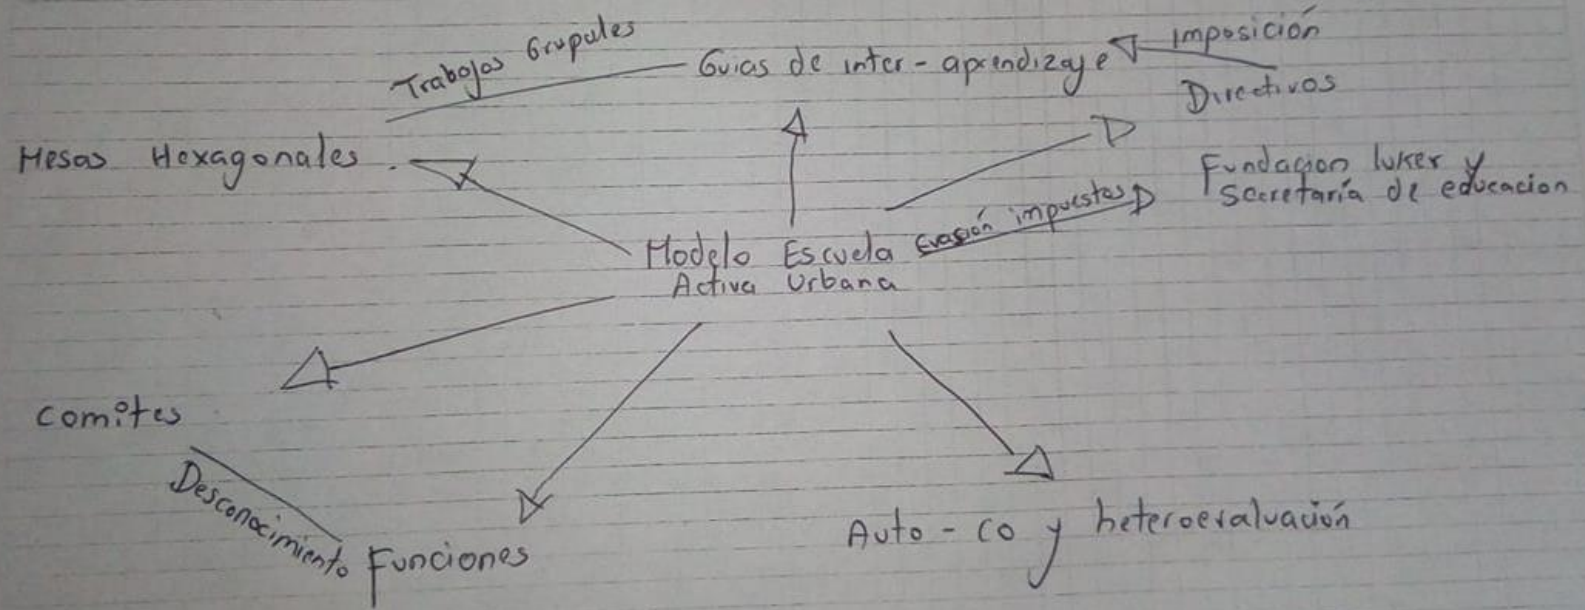 Trabajos Grupales
Guias de inter-aprendizaje
Imposición
Directivos
Mesas Hexagonales.
Fundacion luker y
Secretaría de educacion
Evasión impuestos
Modelo Escuela
Activa Urbana
Comites
Desconocimiento
Funciones
Auto-co y heteroevaluación